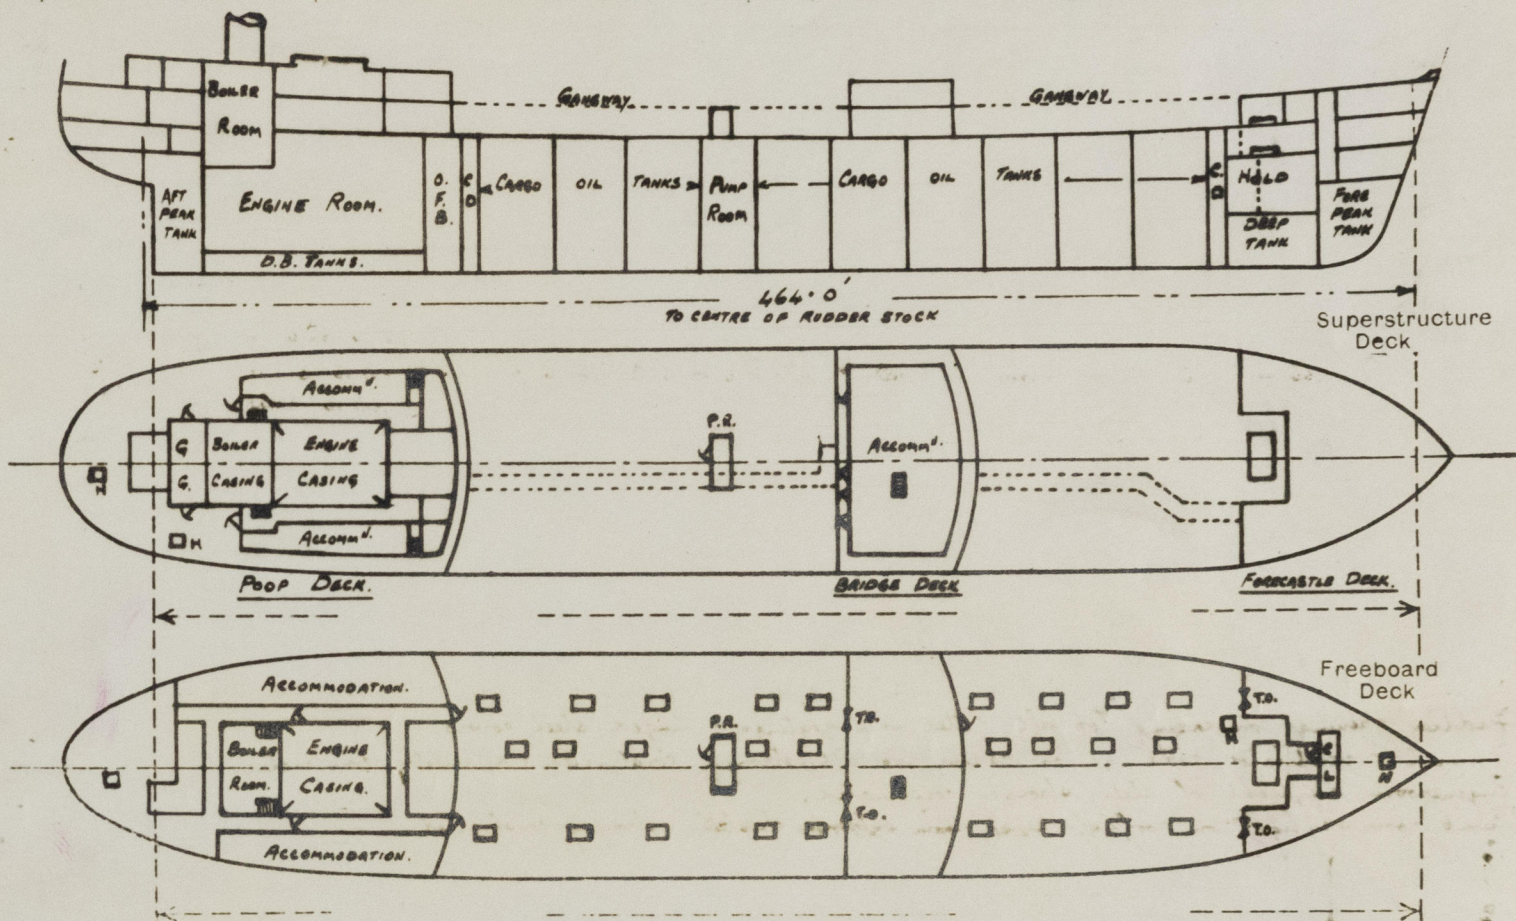 BOILER
ROOM
GANGWAY
GANGWAY
AFT
PEAK
TANK
ENGINE ROOM.
O.
F.
B.
C
D
CARGO OIL TANKS
PUMP
ROOM
CARGO OIL TANKS
C.
D
HOLD
DEEP
TANK
FORE
PEAK
TANK
D.B. TANKS.
464·0'
TO CENTRE OF RUDDER STOCK
Superstructure
Deck
ACCOMMD.
G
G.
BOILER
CASING
ENGINE
CASING
P.R.
ACCOMMD.
H
H
ACCOMMD.
POOP DECK.
BRIDGE DECK
FORECASTLE DECK.
Freeboard
Deck
ACCOMMODATION.
BOILER
ROOM.
ENGINE
CASING.
P.R.
T.O.
T.O.
T.O.
H
C
L
H
T.O.
ACCOMMODATION.